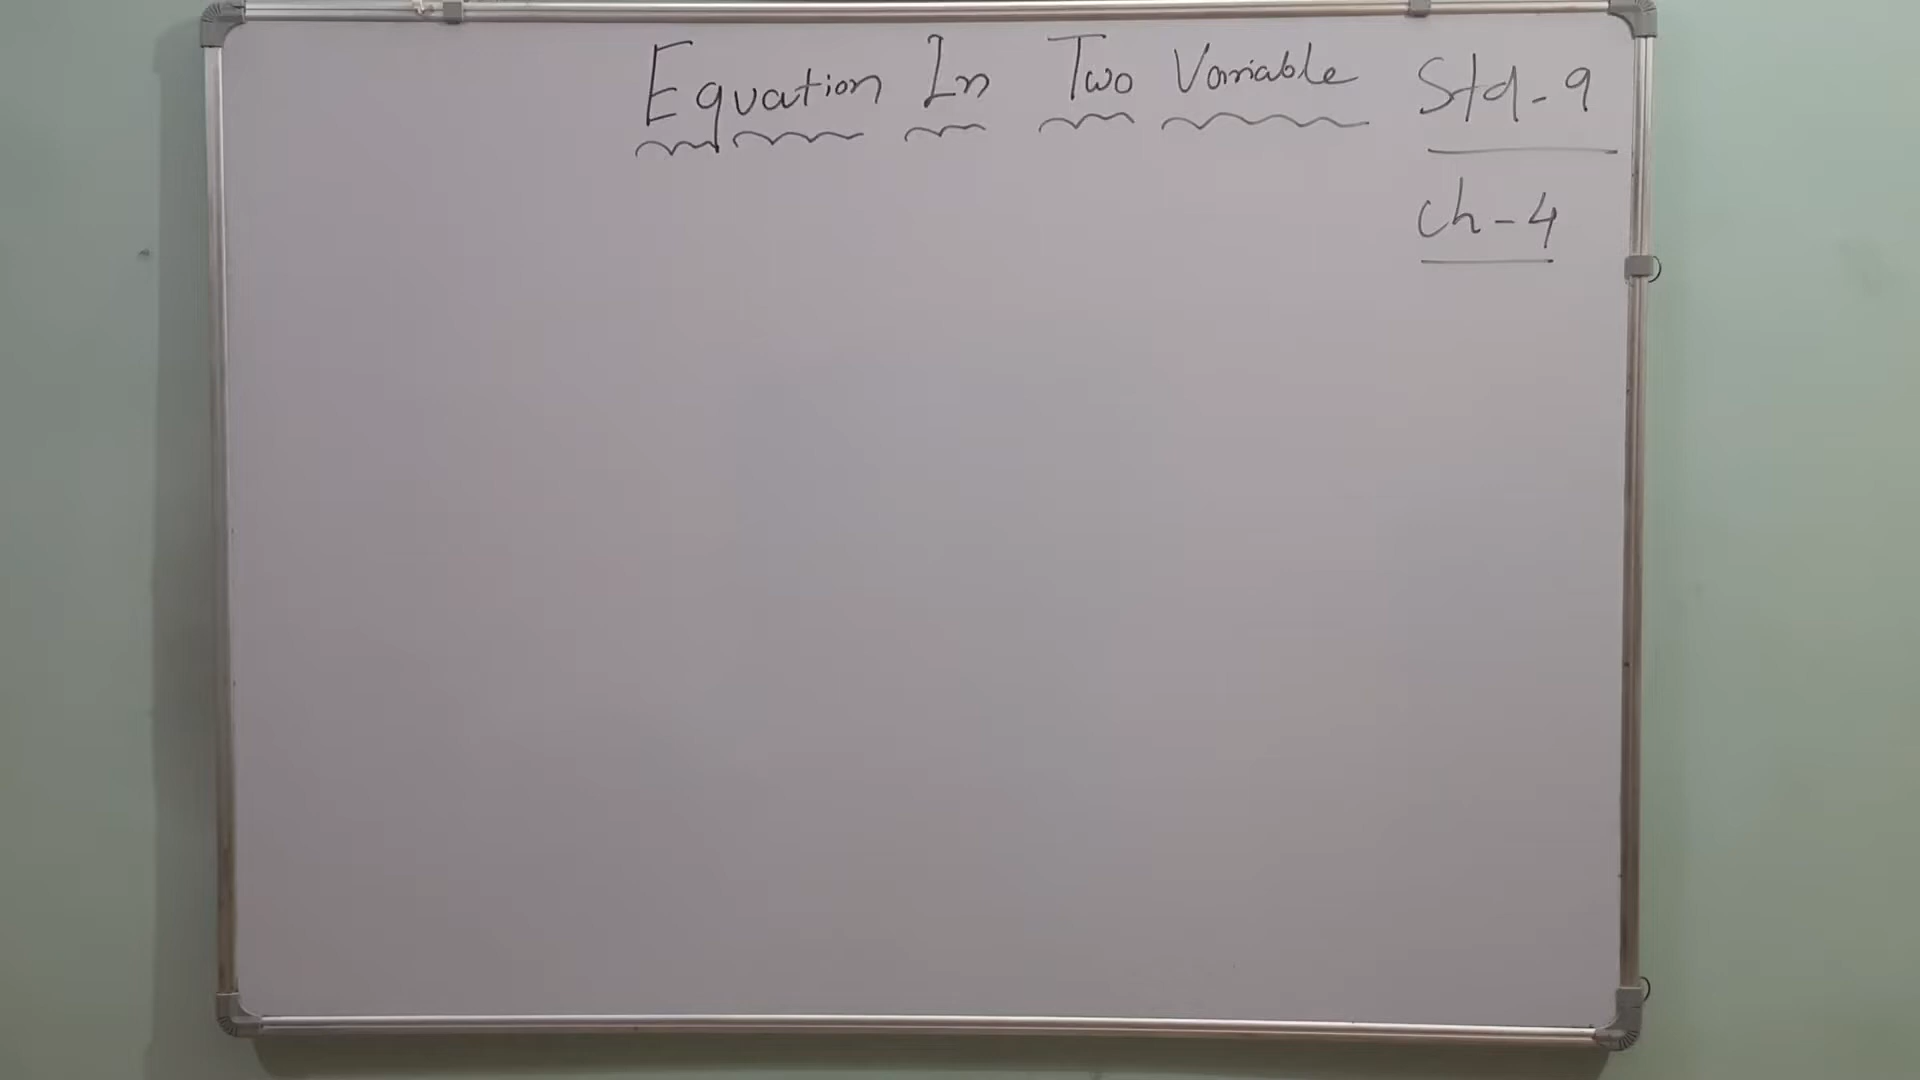 Equation In Two Variable
Std - 9
Ch - 4